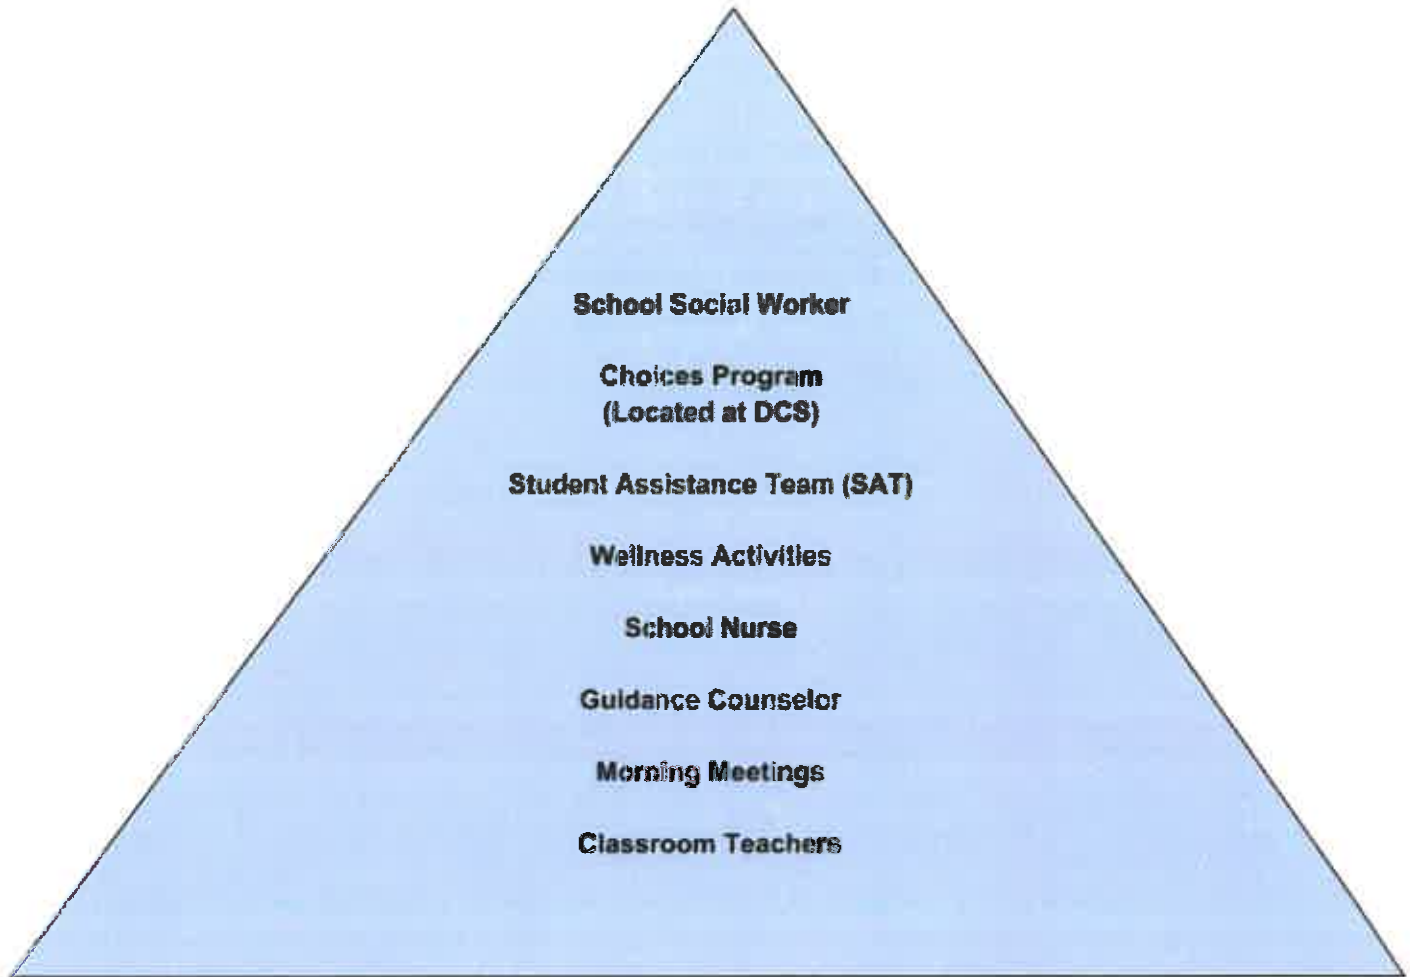 School Social Worker
Choices Program
(Located at DCS)
Student Assistance Team (SAT)
Wellness Activities
School Nurse
Guidance Counselor
Morning Meetings
Classroom Teachers